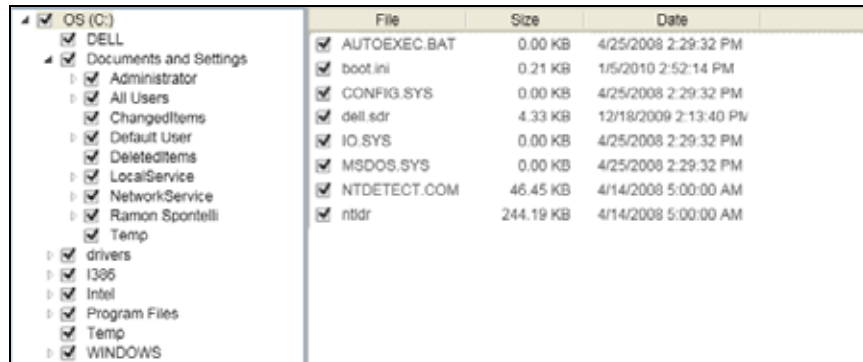 OS (C:)
DELL
Documents and Settings
Administrator
All Users
ChangedItems
Default User
DeletedItems
LocalService
NetworkService
Ramon Spontelli
Temp
drivers
I386
Intel
Program Files
Temp
WINDOWS
File Size Date
AUTOEXEC.BAT 0.00 KB 4/25/2008 2:29:32 PM
boot.ini 0.21 KB 1/5/2010 2:52:14 PM
CONFIG.SYS 0.00 KB 4/25/2008 2:29:32 PM
dell.sdr 4.33 KB 12/18/2009 2:13:40 PM
IO.SYS 0.00 KB 4/25/2008 2:29:32 PM
MSDOS.SYS 0.00 KB 4/25/2008 2:29:32 PM
NTDETECT.COM 46.45 KB 4/14/2008 5:00:00 AM
ntldr 244.19 KB 4/14/2008 5:00:00 AM